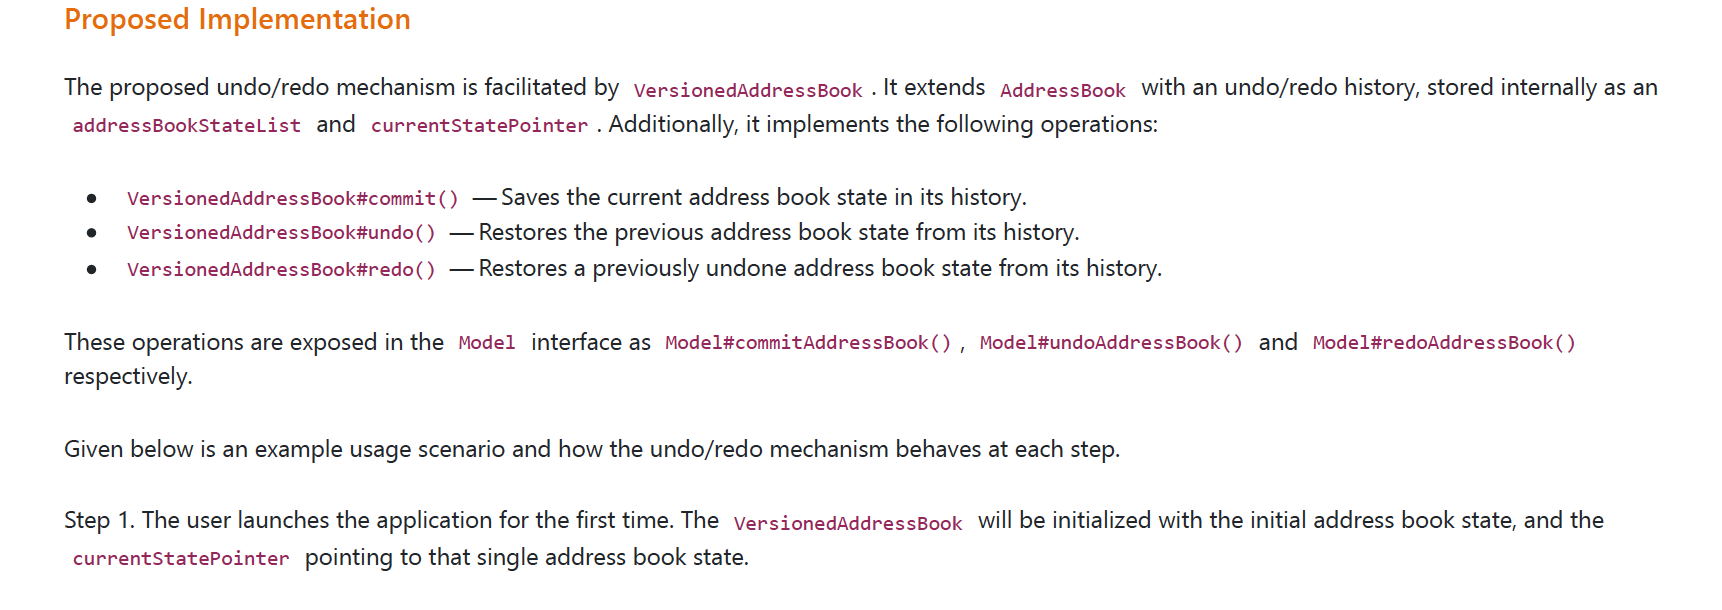 Proposed Implementation
The proposed undo/redo mechanism is facilitated by VersionedAddressBook . It extends AddressBook with an undo/redo history, stored internally as an
addressBookStateList and currentStatePointer . Additionally, it implements the following operations:
• VersionedAddressBook#commit() — Saves the current address book state in its history.
• VersionedAddressBook#undo() — Restores the previous address book state from its history.
• VersionedAddressBook#redo() — Restores a previously undone address book state from its history.
These operations are exposed in the Model interface as Model#commitAddressBook() , Model#undoAddressBook() and Model#redoAddressBook()
respectively.
Given below is an example usage scenario and how the undo/redo mechanism behaves at each step.
Step 1. The user launches the application for the first time. The VersionedAddressBook will be initialized with the initial address book state, and the
currentStatePointer pointing to that single address book state.